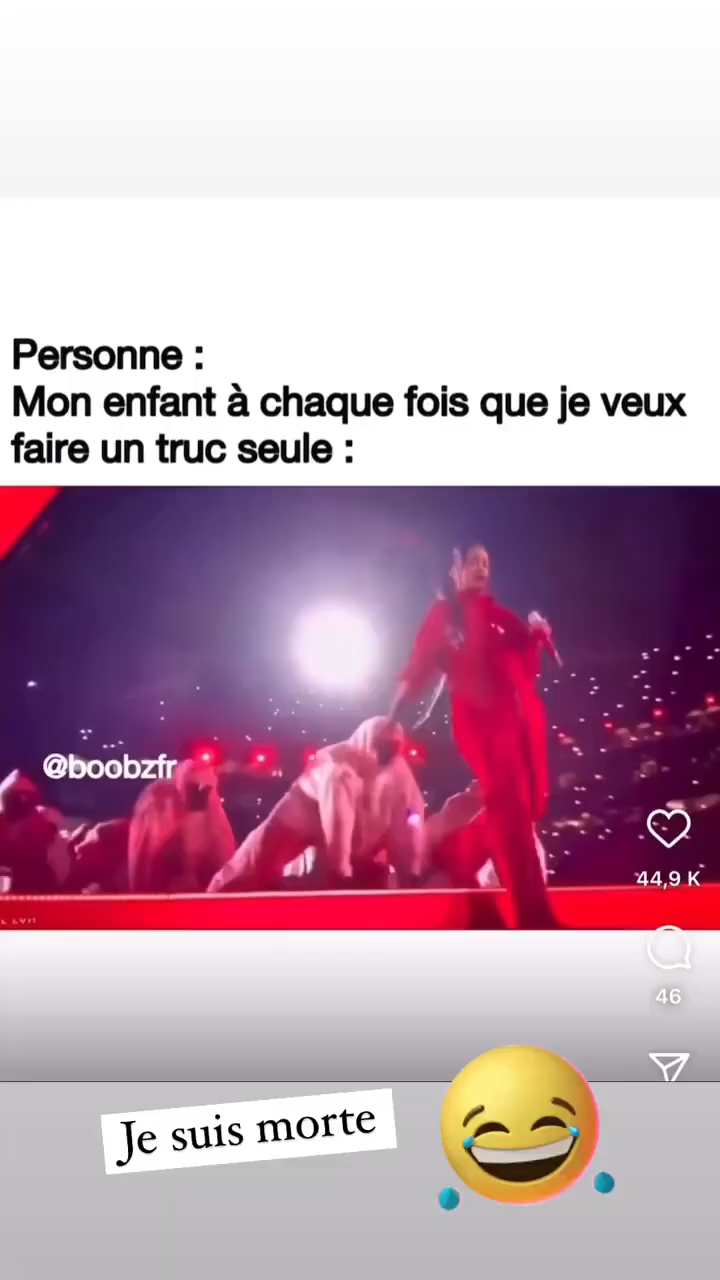 Personne :
Mon enfant à chaque fois que je veux
faire un truc seule :
@boobzfr
44,9 K
46
Je suis morte